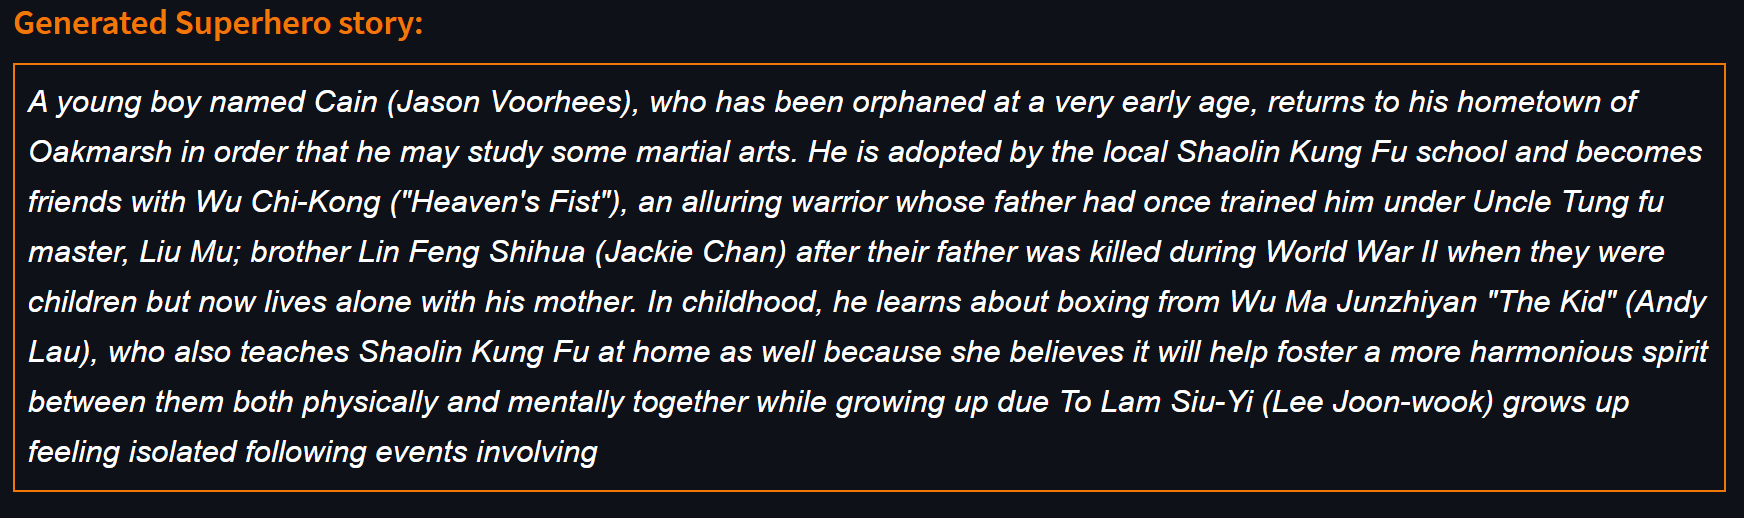 Generated Superhero story:
A young boy named Cain (Jason Voorhees), who has been orphaned at a very early age, returns to his hometown of
Oakmarsh in order that he may study some martial arts. He is adopted by the local Shaolin Kung Fu school and becomes
friends with Wu Chi-Kong ("Heaven's Fist"), an alluring warrior whose father had once trained him under Uncle Tung fu
master, Liu Mu; brother Lin Feng Shihua (Jackie Chan) after their father was killed during World War II when they were
children but now lives alone with his mother. In childhood, he learns about boxing from Wu Ma Junzhiyan "The Kid" (Andy
Lau), who also teaches Shaolin Kung Fu at home as well because she believes it will help foster a more harmonious spirit
between them both physically and mentally together while growing up due To Lam Siu-Yi (Lee Joon-wook) grows up
feeling isolated following events involving